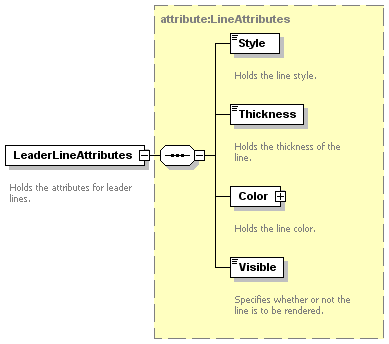 attribute:LineAttributes
Style
Holds the line style.
Thickness
Holds the thickness of the
line.
LeaderLineAttributes
Holds the attributes for leader
lines.
Color
Holds the line color.
Visible
Specifies whether or not the
line is to be rendered.